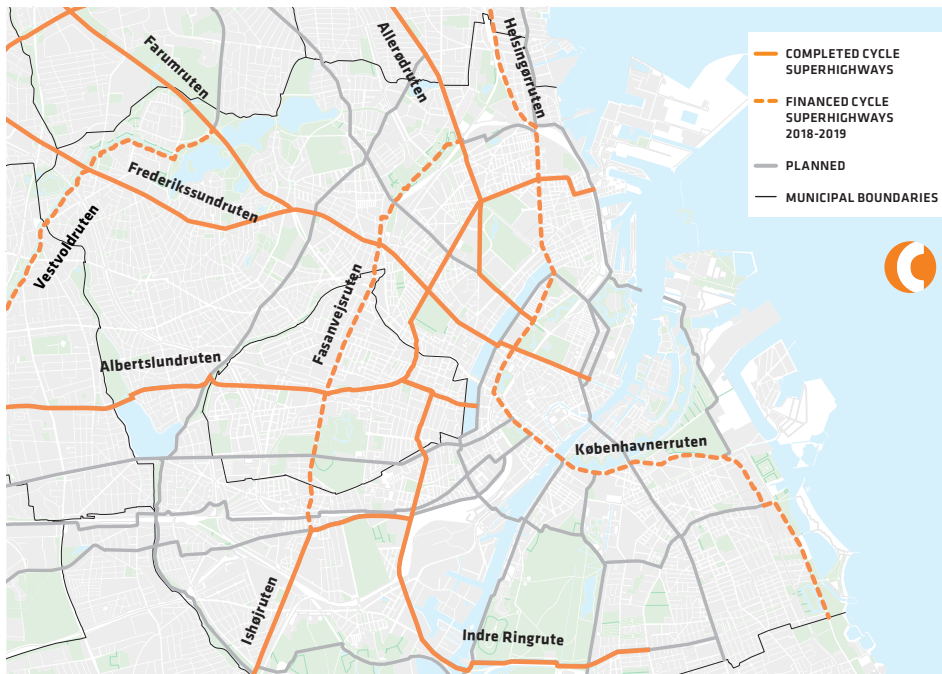 Farumruten
Allerødruten
Helsingørruten
COMPLETED CYCLE
SUPERHIGHWAYS
FINANCED CYCLE
SUPERHIGHWAYS
2018-2019
PLANNED
MUNICIPAL BOUNDARIES
Frederikssundruten
Vestvoldruten
Fasanvejsruten
Albertslundruten
Københavnerruten
Ishøjruten
Indre Ringrute